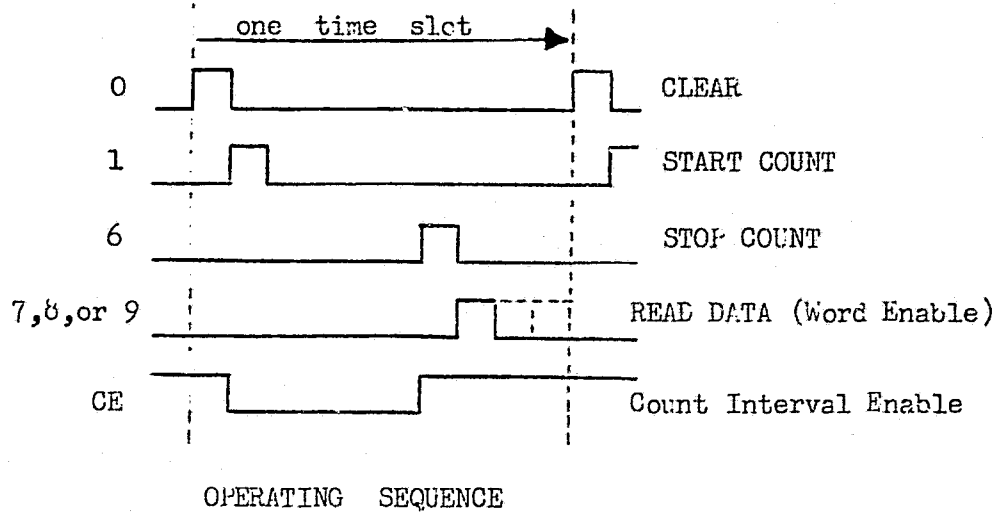 one time slot
0 CLEAR
1 START COUNT
6 STOP COUNT
7,8,or 9 READ DATA (Word Enable)
CE Count Interval Enable
OPERATING SEQUENCE